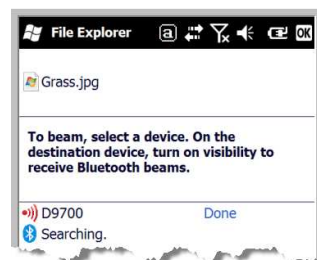 File Explorer a OK
Grass.jpg
To beam, select a device. On the
destination device, turn on visibility to
receive Bluetooth beams.
D9700 Done
Searching.